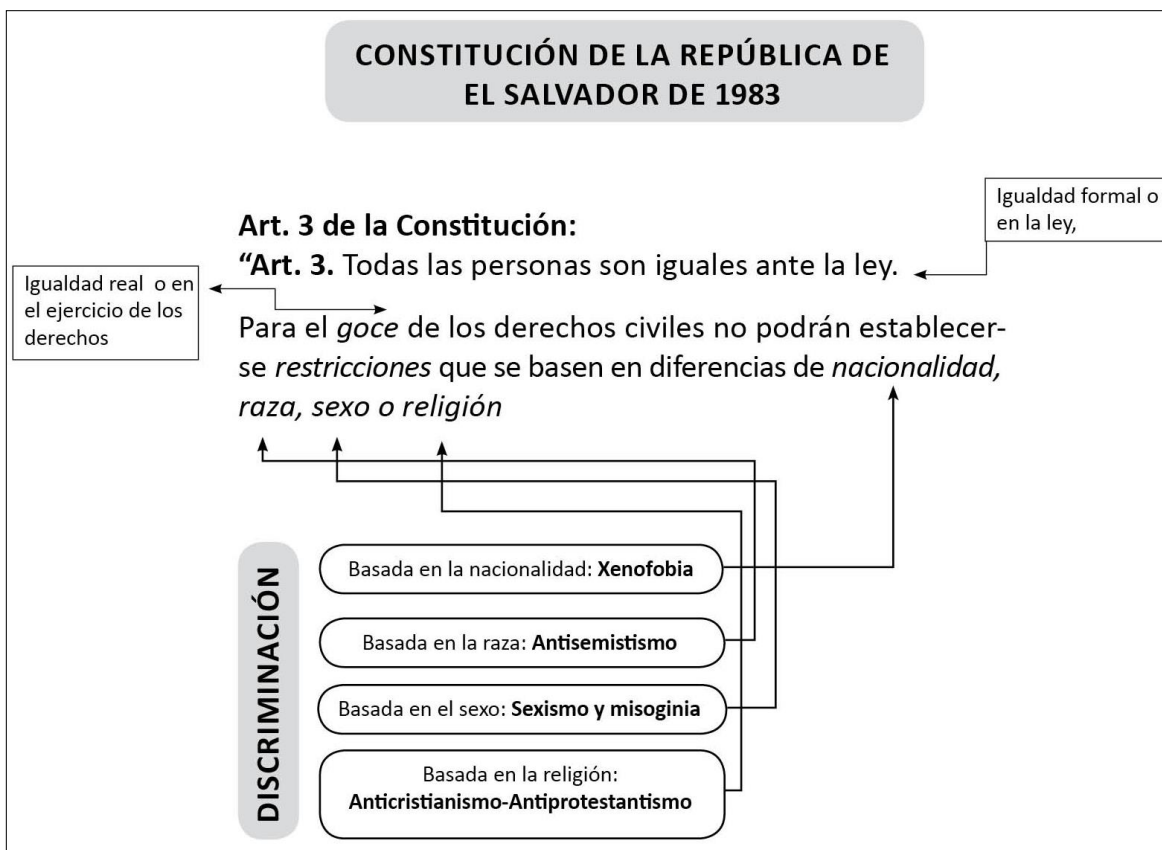 CONSTITUCIÓN DE LA REPÚBLICA DE
EL SALVADOR DE 1983
Igualdad formal o
en la ley,
Art. 3 de la Constitución:
“Art. 3. Todas las personas son iguales ante la ley.
Igualdad real o en
el ejercicio de los
derechos
Para el goce de los derechos civiles no podrán establecer-
se restricciones que se basen en diferencias de nacionalidad,
raza, sexo o religión
DISCRIMINACIÓN
Basada en la nacionalidad: Xenofobia
Basada en la raza: Antisemistismo
Basada en el sexo: Sexismo y misoginia
Basada en la religión:
Anticristianismo-Antiprotestantismo